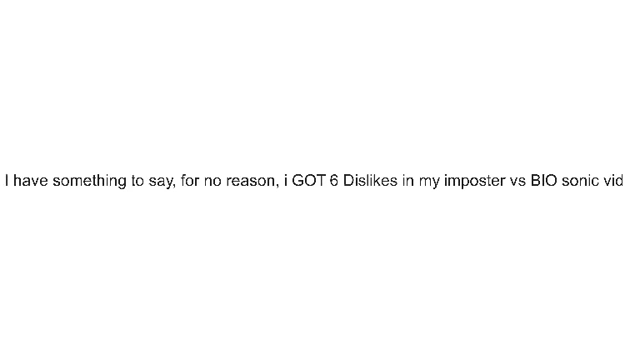 I have something to say, for no reason, i GOT 6 Dislikes in my imposter vs BIO sonic vid